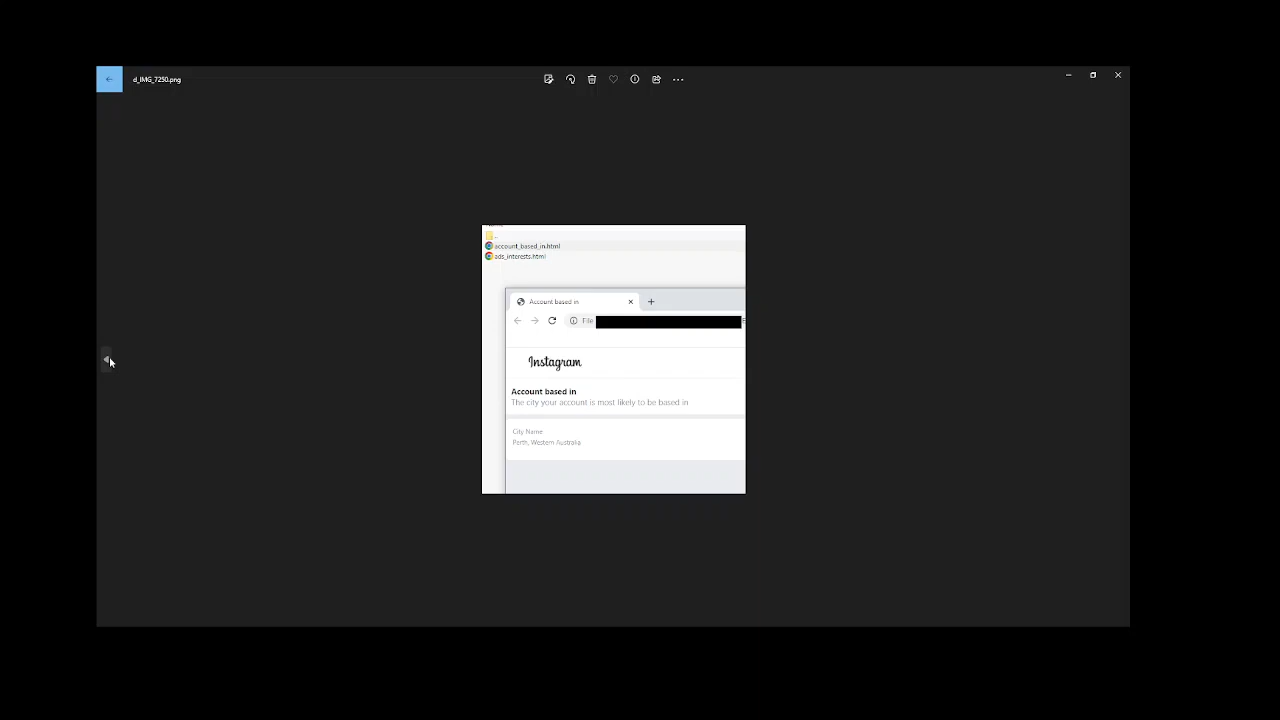 d_IMG_7250.png
account_based_in.html
ads_interests.html
Account based in
File
Instagram
Account based in
The city your account is most likely to be based in
City Name
Perth, Western Australia